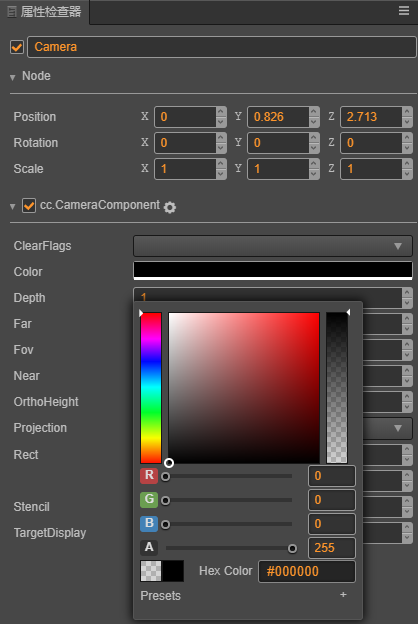 属性检查器
Camera
Node
Position X 0 Y 0.826 Z 2.713
Rotation X 0 Y 0 Z 0
Scale X 1 Y 1 Z 1
cc.CameraComponent
ClearFlags
Color
Depth 1
Far
Fov
Near
OrthoHeight
Projection
Rect
Stencil
TargetDisplay
R 0
G 0
B 0
A 255
Hex Color #000000
Presets +